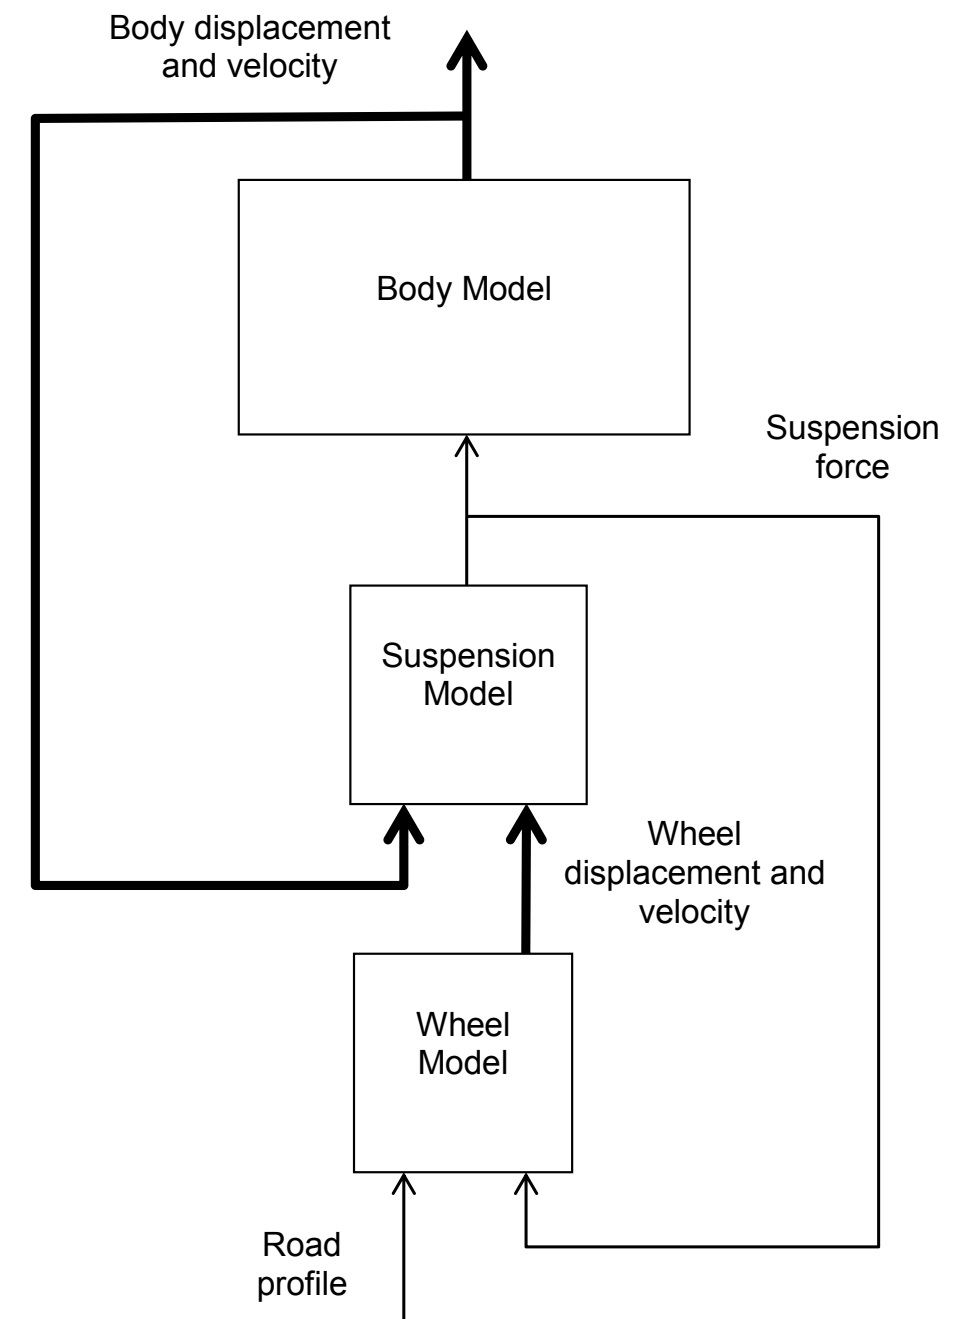 Body displacement
and velocity
Body Model
Suspension
force
Suspension
Model
Wheel
displacement and
velocity
Wheel
Model
Road
profile